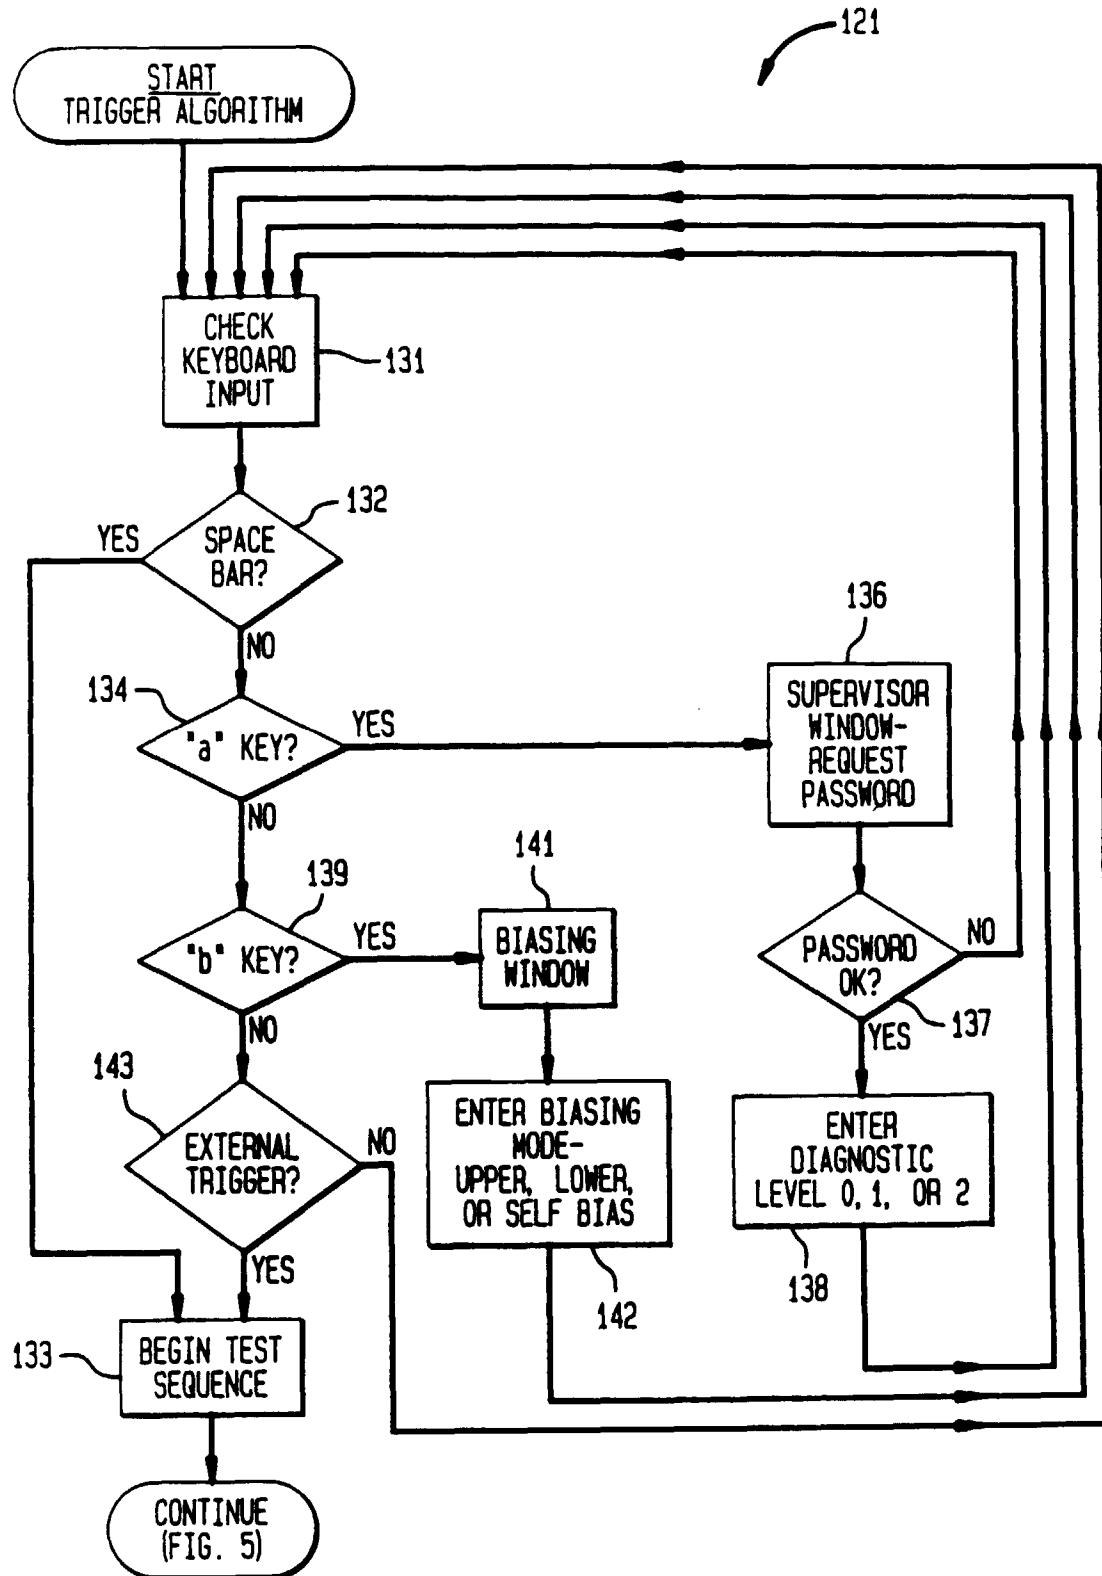 121
START
TRIGGER ALGORITHM
CHECK
KEYBOARD
INPUT
131
132
YES
SPACE
BAR?
NO
134
"a" KEY?
YES
NO
136
SUPERVISOR
WINDOW-
REQUEST
PASSWORD
139
"b" KEY?
YES
NO
141
BIASING
WINDOW
PASSWORD
OK?
NO
137
YES
143
EXTERNAL
TRIGGER?
NO
YES
ENTER BIASING
MODE-
UPPER, LOWER,
OR SELF BIAS
142
ENTER
DIAGNOSTIC
LEVEL 0, 1, OR 2
138
133
BEGIN TEST
SEQUENCE
CONTINUE
(FIG. 5)